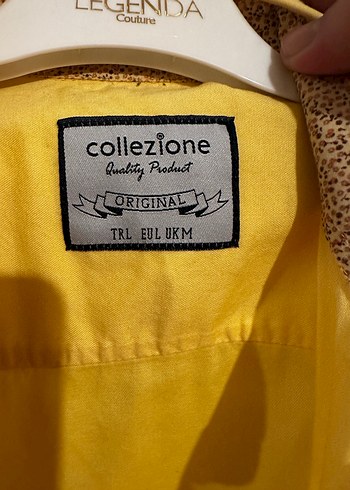 LEGENDA
Couture
collezione
Quality Product
ORIGINAL
TRL EUL UKM